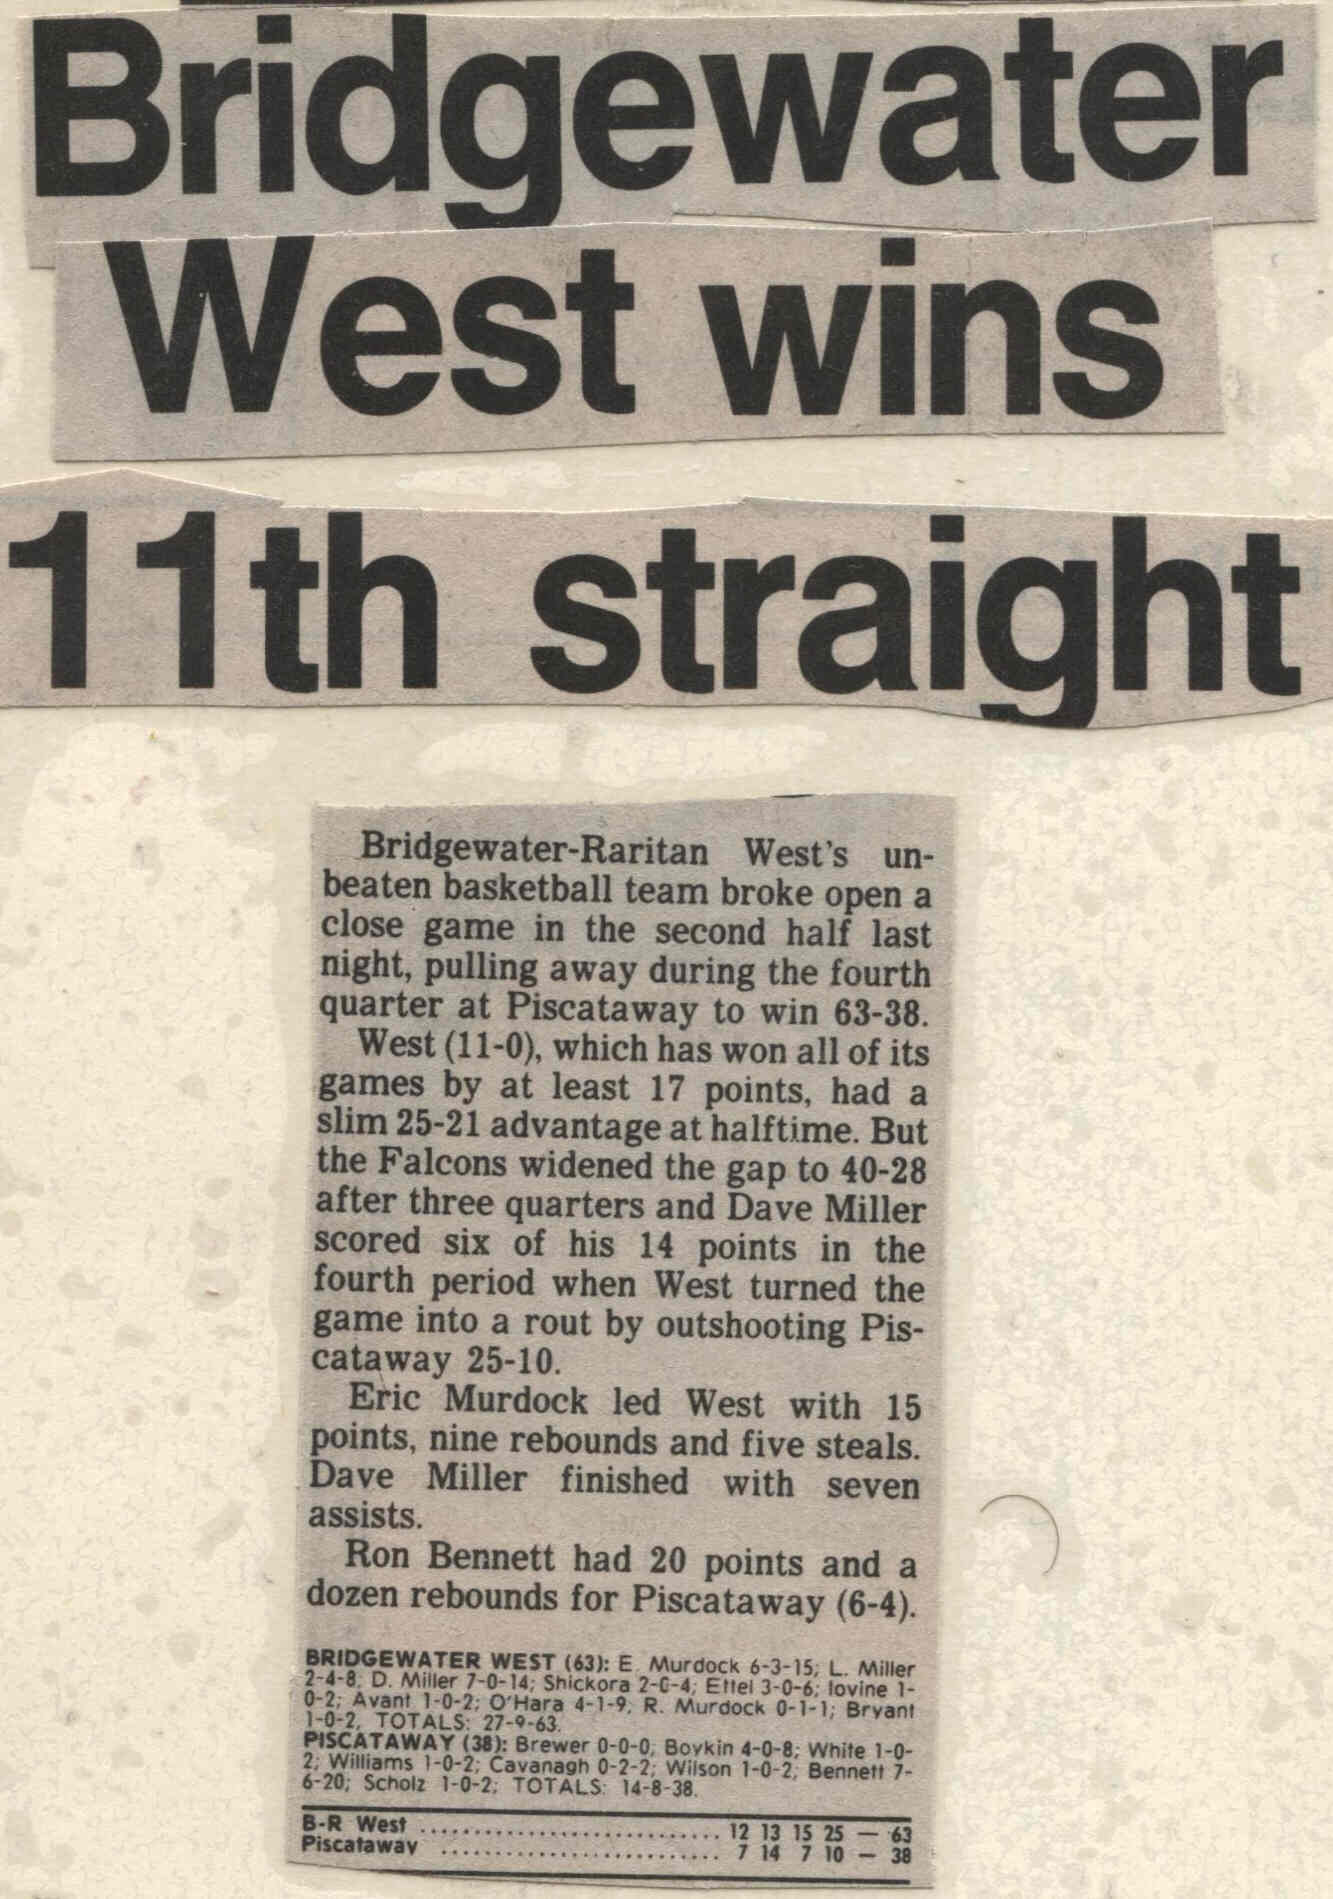 Bridgewater
West wins
11th straight
Bridgewater-Raritan West's un-
beaten basketball team broke open a
close game in the second half last
night, pulling away during the fourth
quarter at Piscataway to win 63-38.
West (11-0), which has won all of its
games by at least 17 points, had a
slim 25-21 advantage at halftime. But
the Falcons widened the gap to 40-28
after three quarters and Dave Miller
scored six of his 14 points in the
fourth period when West turned the
game into a rout by outshooting Pis-
cataway 25-10.
Eric Murdock led West with 15
points, nine rebounds and five steals.
Dave Miller finished with seven
assists.
Ron Bennett had 20 points and a
dozen rebounds for Piscataway (6-4).
BRIDGEWATER WEST (63): E. Murdock 6-3-15; L. Miller
2-4-8; D. Miller 7-0-14; Shickora 2-0-4; Ettel 3-0-6; Iovine 1-
0-2; Avant 1-0-2; O'Hara 4-1-9; R. Murdock 0-1-1; Bryant
1-0-2, TOTALS: 27-9-63.
PISCATAWAY (38): Brewer 0-0-0; Boykin 4-0-8; White 1-0-
2; Williams 1-0-2; Cavanagh 0-2-2; Wilson 1-0-2; Bennett 7-
6-20; Scholz 1-0-2; TOTALS: 14-8-38.
B-R West ............................. 12 13 15 25 — 63
Piscataway ........................... 7 14 7 10 — 38